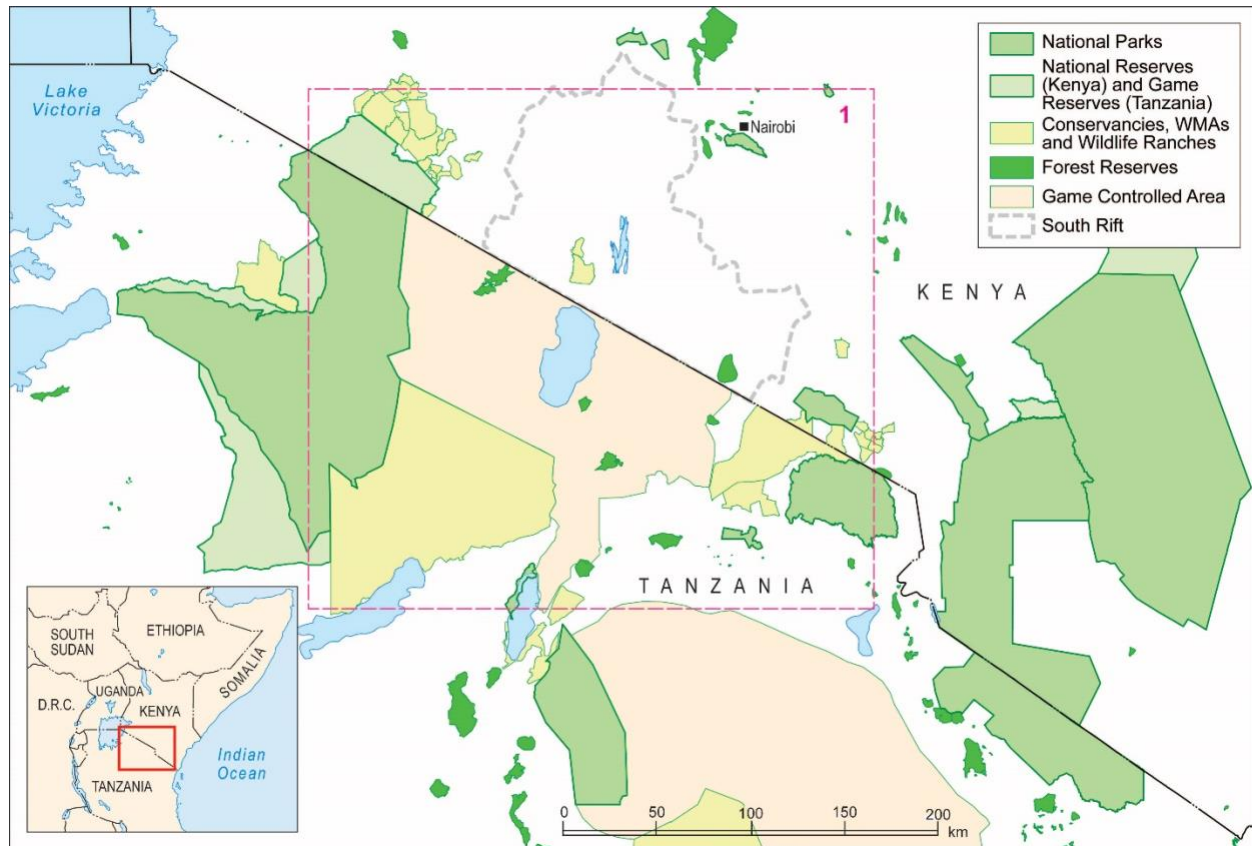 Lake
Victoria
1
Nairobi
National Parks
National Reserves
(Kenya) and Game
Reserves (Tanzania)
Conservancies, WMAs
and Wildlife Ranches
Forest Reserves
Game Controlled Area
South Rift
KENYA
TANZANIA
SOUTH
SUDAN
ETHIOPIA
SOMALIA
UGANDA
D.R.C.
KENYA
Indian
Ocean
TANZANIA
0 50 100 150 200
km